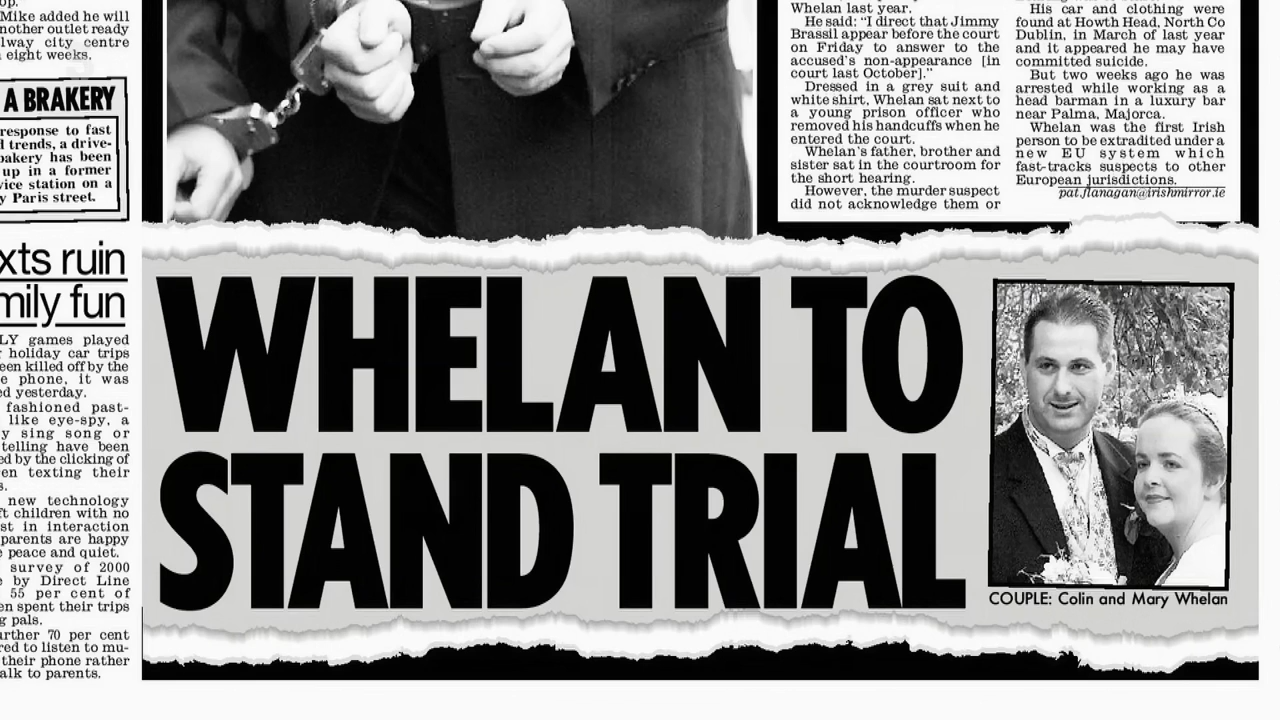 op.
Mike added he will
nother outlet ready
lway city centre
eight weeks.
A BRAKERY
response to fast
trends, a drive-
bakery has been
up in a former
vice station on a
y Paris street.
xts ruin
mily fun
LY games played
holiday car trips
een killed off by the
e phone, it was
ed yesterday.
fashioned past-
like eye-spy, a
y sing song or
telling have been
ed by the clicking of
en texting their
s.
new technology
ft children with no
st in interaction
parents are happy
peace and quiet.
survey of 2000
e by Direct Line
55 per cent of
en spent their trips
g pals.
urther 70 per cent
red to listen to mu-
their phone rather
alk to parents.
Whelan last year.
He said: “I direct that Jimmy
Brassil appear before the court
on Friday to answer to the
accused’s non-appearance [in
court last October].”
Dressed in a grey suit and
white shirt, Whelan sat next to
a young prison officer who
removed his handcuffs when he
entered the court.
Whelan’s father, brother and
sister sat in the courtroom for
the short hearing.
However, the murder suspect
did not acknowledge them or
His car and clothing were
found at Howth Head, North Co
Dublin, in March of last year
and it appeared he may have
committed suicide.
But two weeks ago he was
arrested while working as a
head barman in a luxury bar
near Palma, Majorca.
Whelan was the first Irish
person to be extradited under a
new EU system which
fast-tracks suspects to other
European jurisdictions.
pat.flanagan@irishmirror.ie
WHELAN TO
STAND TRIAL
COUPLE: Colin and Mary Whelan